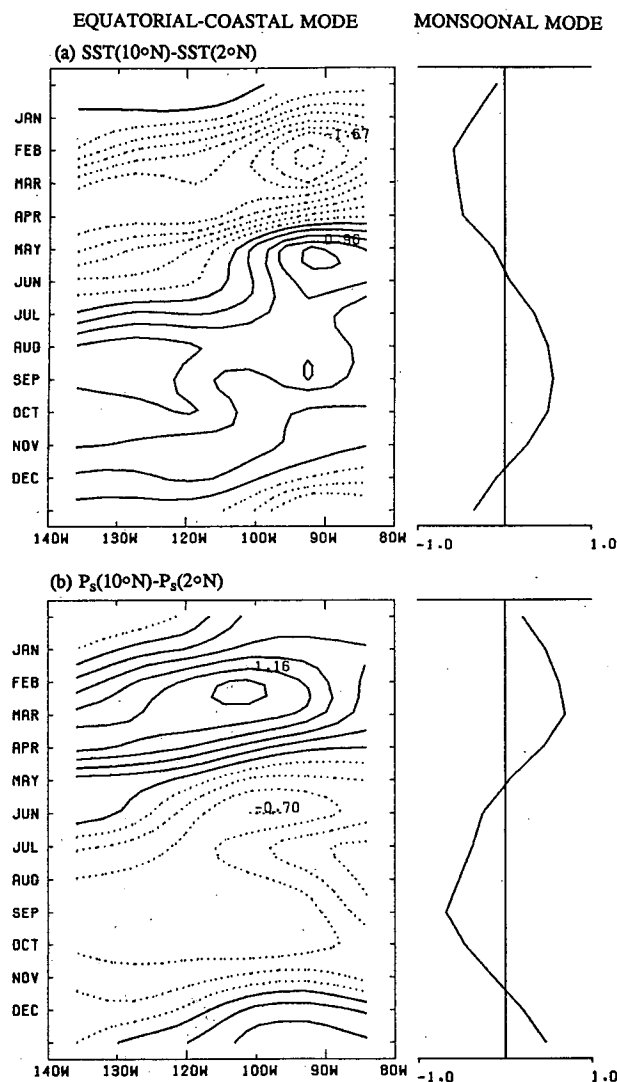 EQUATORIAL-COASTAL MODE MONSOONAL MODE
(a) SST(10°N)-SST(2°N)
JAN
FEB
MAR
APR
MAY
JUN
JUL
AUG
SEP
OCT
NOV
DEC
-1.67
0.96
140W 130W 120W 110W 100W 90W 80W
-1.0 1.0
(b) Ps(10°N)-Ps(2°N)
JAN
FEB
MAR
APR
MAY
JUN
JUL
AUG
SEP
OCT
NOV
DEC
1.16
-0.70
140W 130W 120W 110W 100W 90W 80W
-1.0 1.0